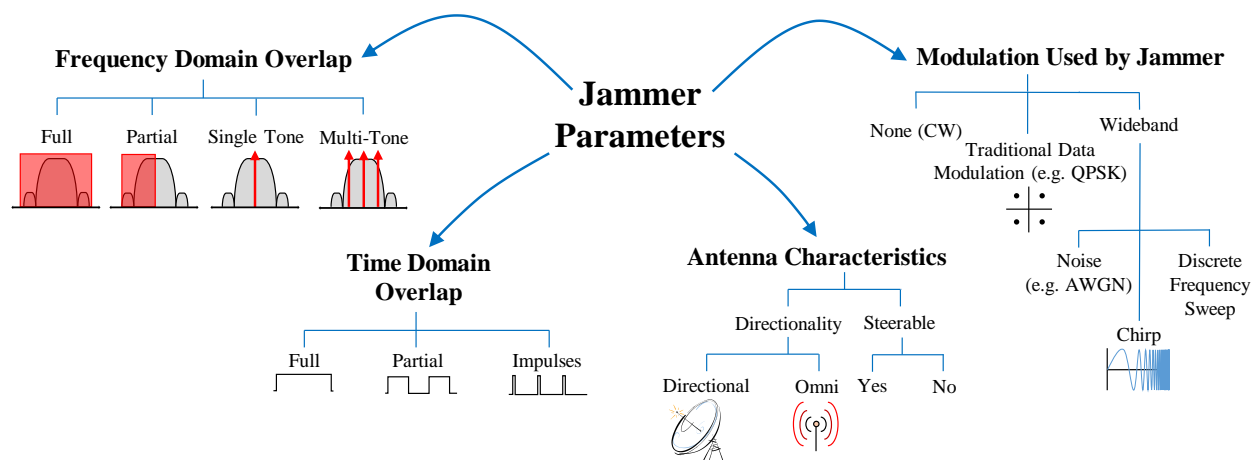 Jammer
Parameters
Frequency Domain Overlap
Full
Partial
Single Tone
Multi-Tone
Time Domain
Overlap
Full
Partial
Impulses
Antenna Characteristics
Directionality
Steerable
Directional
Omni
Yes
No
Modulation Used by Jammer
None (CW)
Traditional Data
Modulation (e.g. QPSK)
Wideband
Noise
(e.g. AWGN)
Chirp
Discrete
Frequency
Sweep